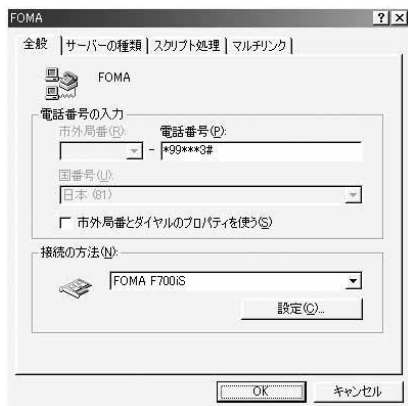 FOMA
全般 サーバーの種類 スクリプト処理 マルチリンク
FOMA
電話番号の入力
市外局番(R): 電話番号(P):
- *99***3#
国番号(U):
日本 (81)
市外局番とダイヤルのプロパティを使う(S)
接続の方法(N):
FOMA F700iS
設定(C)...
OK キャンセル